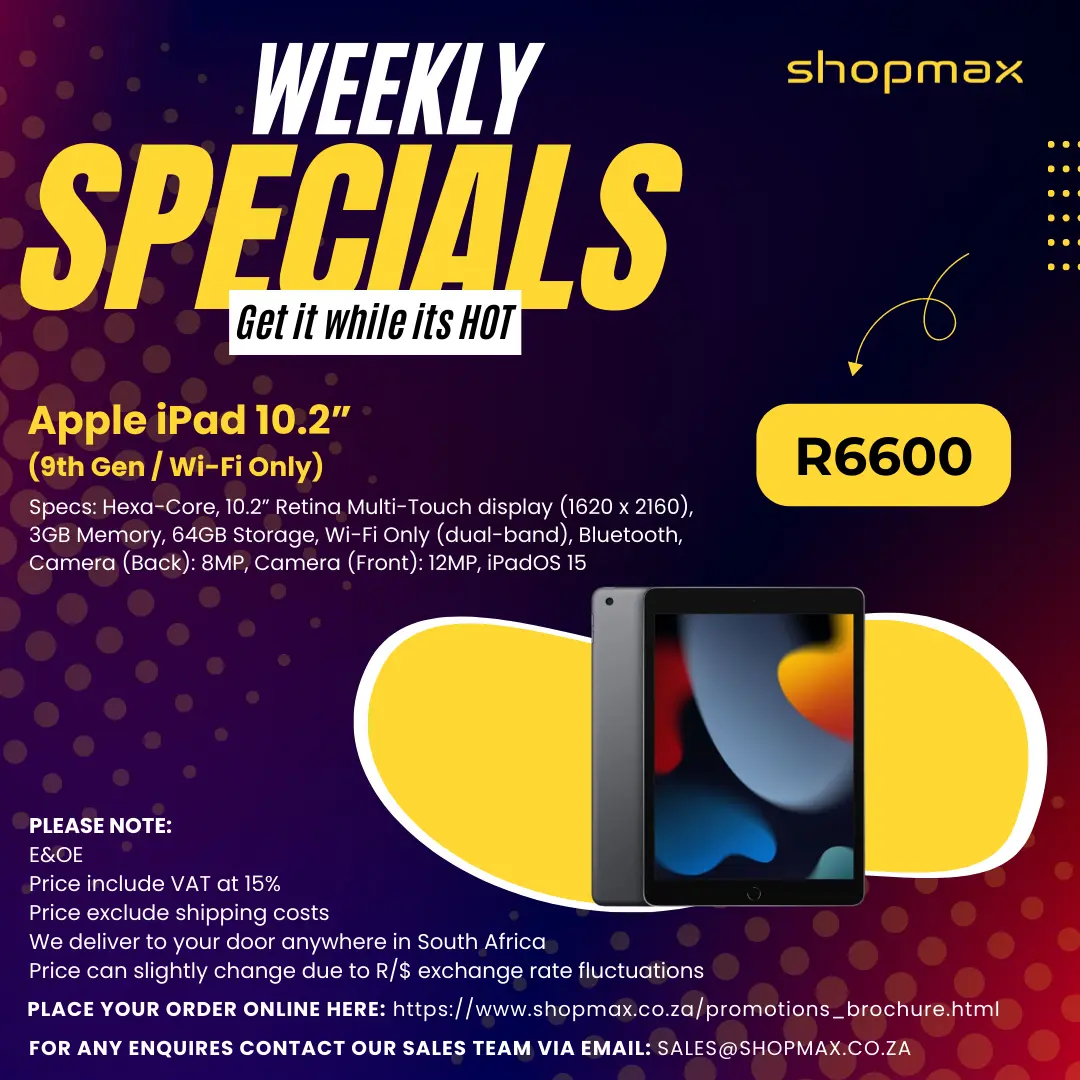 WEEKLY
shopmax
SPECIALS
Get it while its HOT
Apple iPad 10.2”
(9th Gen / Wi-Fi Only)
R6600
Specs: Hexa-Core, 10.2” Retina Multi-Touch display (1620 x 2160),
3GB Memory, 64GB Storage, Wi-Fi Only (dual-band), Bluetooth,
Camera (Back): 8MP, Camera (Front): 12MP, iPadOS 15
PLEASE NOTE:
E&OE
Price include VAT at 15%
Price exclude shipping costs
We deliver to your door anywhere in South Africa
Price can slightly change due to R/$ exchange rate fluctuations
PLACE YOUR ORDER ONLINE HERE: https://www.shopmax.co.za/promotions_brochure.html
FOR ANY ENQUIRES CONTACT OUR SALES TEAM VIA EMAIL: SALES@SHOPMAX.CO.ZA